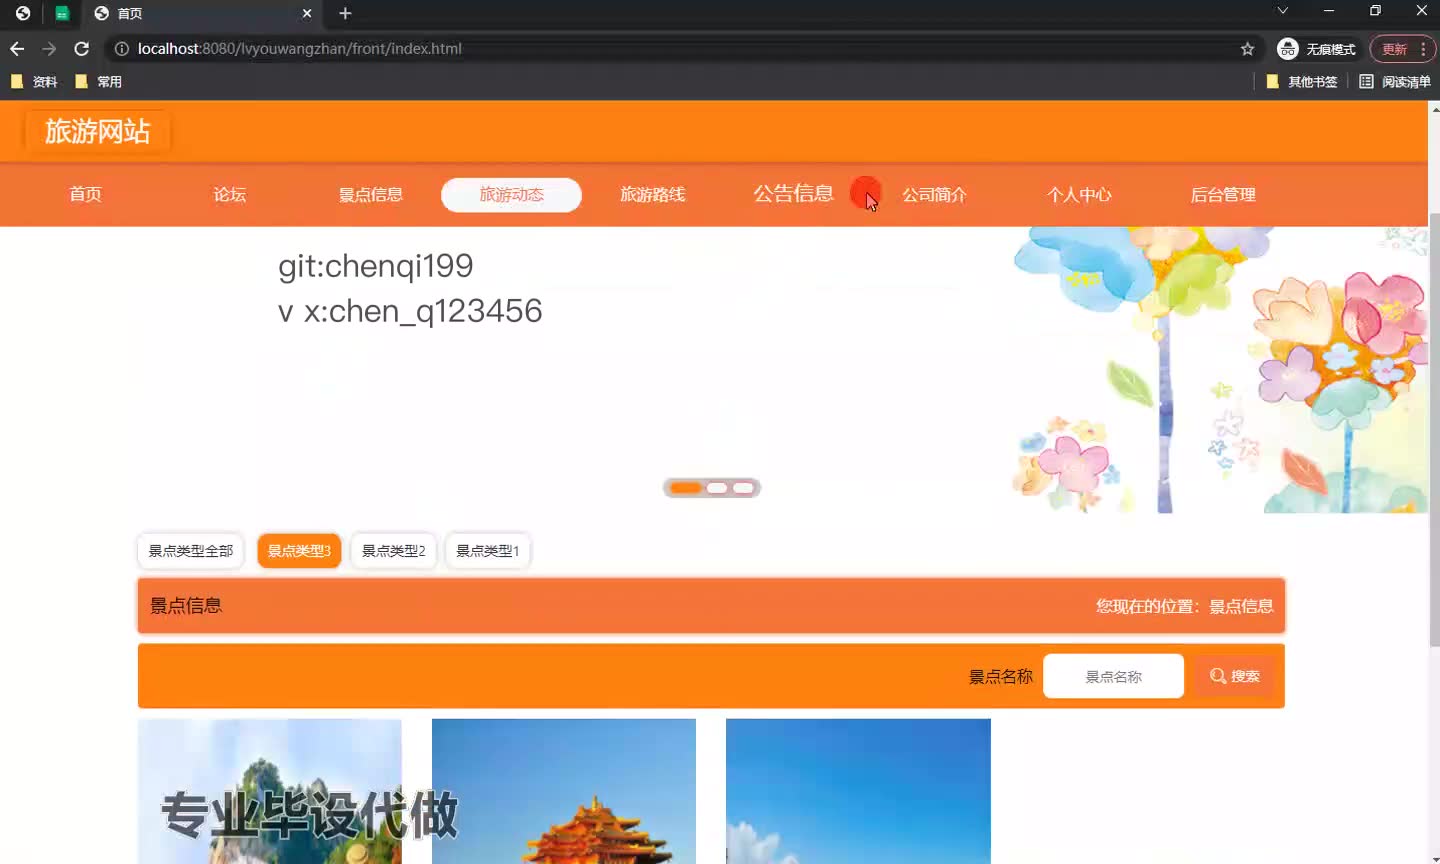 首页
localhost:8080/lvyouwangzhan/front/index.html
无痕模式
更新
资料
常用
其他书签
阅读清单
旅游网站
首页
论坛
景点信息
旅游动态
旅游路线
公告信息
公司简介
个人中心
后台管理
git:chenqi199
v x:chen_q123456
景点类型全部
景点类型3
景点类型2
景点类型1
景点信息
您现在的位置：景点信息
景点名称
景点名称
搜索
专业毕设代做